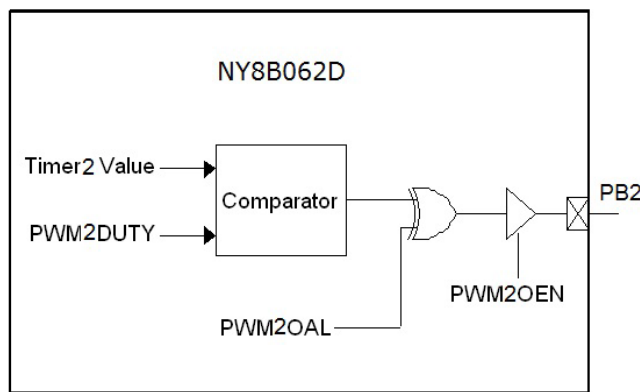 NY8B062D
Timer2 Value
Comparator
PB2
PWM2DUTY
PWM2OEN
PWM2OAL